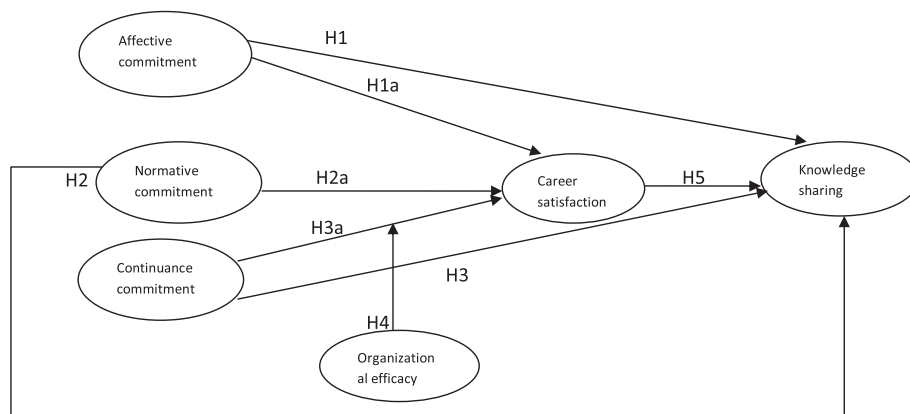 Affective
commitment
H1
H1a
Normative
commitment
H2
H2a
Career
satisfaction
H5
Knowledge
sharing
H3a
Continuance
commitment
H3
H4
Organization
al efficacy